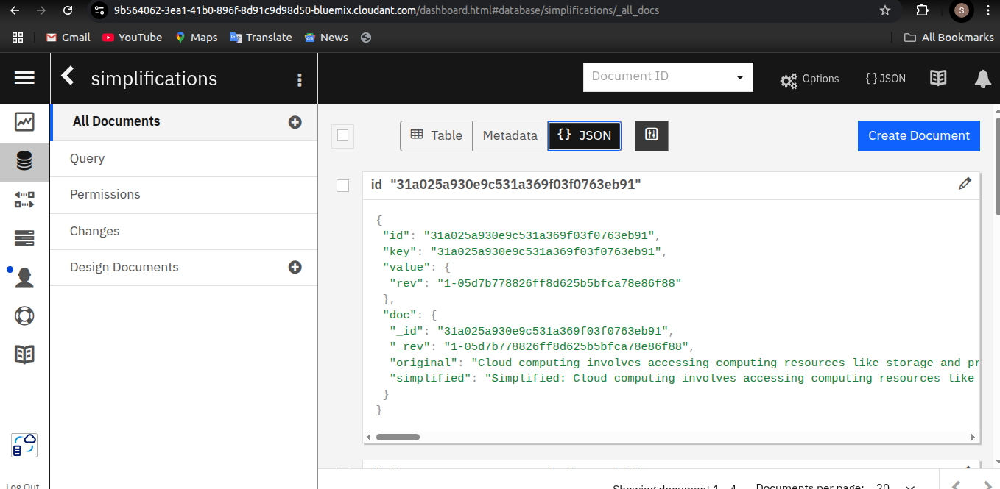 9b564062-3ea1-41b0-896f-8d91c9d98d50-bluemix.cloudant.com/dashboard.html#database/simplifications/_all_docs
S
Gmail YouTube Maps Translate News All Bookmarks
simplifications
Document ID
Options
{ } JSON
All Documents
Query
Permissions
Changes
Design Documents
Table Metadata {} JSON
Create Document
id "31a025a930e9c531a369f03f0763eb91"
{
"id": "31a025a930e9c531a369f03f0763eb91",
"key": "31a025a930e9c531a369f03f0763eb91",
"value": {
"rev": "1-05d7b778826ff8d625b5bfca78e86f88"
},
"doc": {
"_id": "31a025a930e9c531a369f03f0763eb91",
"_rev": "1-05d7b778826ff8d625b5bfca78e86f88",
"original": "Cloud computing involves accessing computing resources like storage and pr
"simplified": "Simplified: Cloud computing involves accessing computing resources like
}
}
Log Out
Showing document 1 - 4 Documents per page: 20